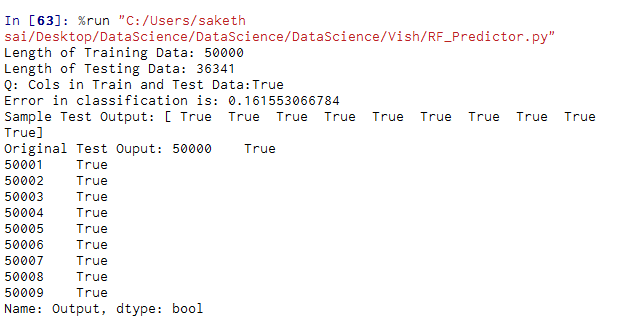 In [63]: %run "C:/Users/saketh
sai/Desktop/DataScience/DataScience/DataScience/Vish/RF_Predictor.py"
Length of Training Data: 50000
Length of Testing Data: 36341
Q: Cols in Train and Test Data:True
Error in classification is: 0.161553066784
Sample Test Output: [ True  True  True  True  True  True  True  True  True
True]
Original Test Ouput: 50000    True
50001    True
50002    True
50003    True
50004    True
50005    True
50006    True
50007    True
50008    True
50009    True
Name: Output, dtype: bool